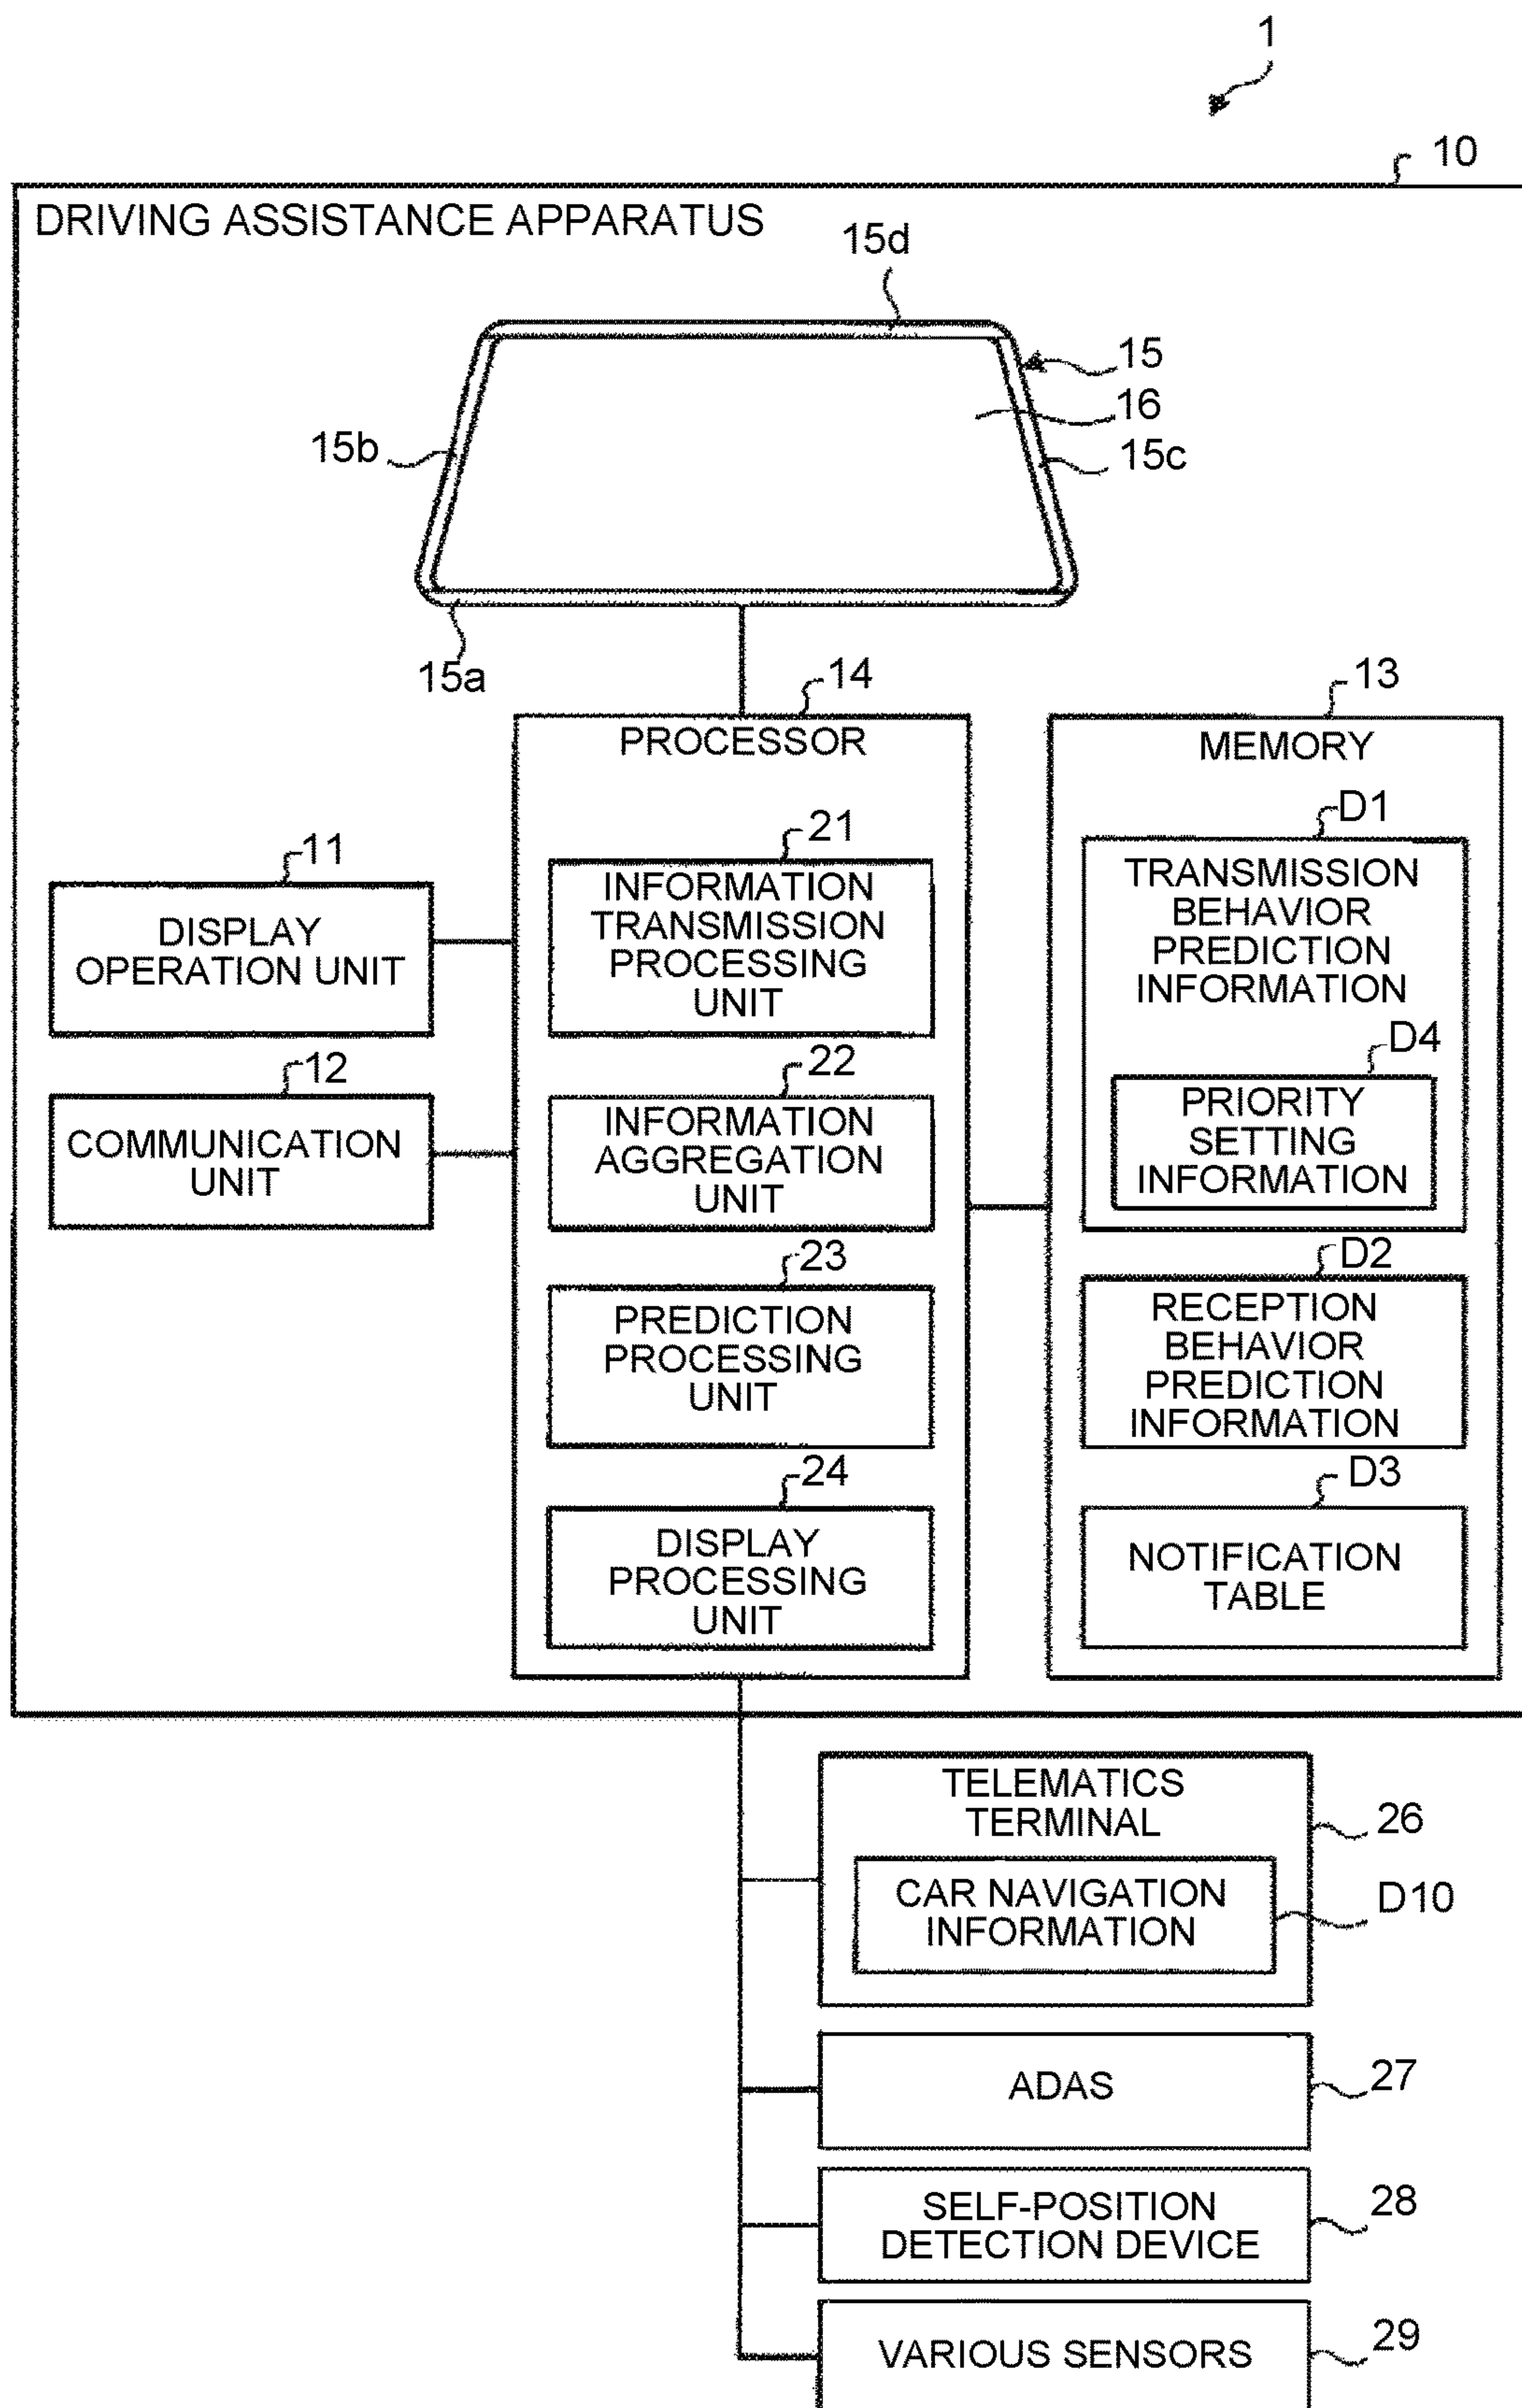 1
10
DRIVING ASSISTANCE APPARATUS
15d
15
16
15b
15c
15a
14
13
PROCESSOR
MEMORY
21
D1
INFORMATION
TRANSMISSION
PROCESSING
UNIT
TRANSMISSION
BEHAVIOR
PREDICTION
INFORMATION
11
DISPLAY
OPERATION UNIT
D4
PRIORITY
SETTING
INFORMATION
12
COMMUNICATION
UNIT
22
INFORMATION
AGGREGATION
UNIT
23
PREDICTION
PROCESSING
UNIT
D2
RECEPTION
BEHAVIOR
PREDICTION
INFORMATION
24
DISPLAY
PROCESSING
UNIT
D3
NOTIFICATION
TABLE
TELEMATICS
TERMINAL
26
CAR NAVIGATION
INFORMATION
D10
ADAS
27
SELF-POSITION
DETECTION DEVICE
28
VARIOUS SENSORS
29